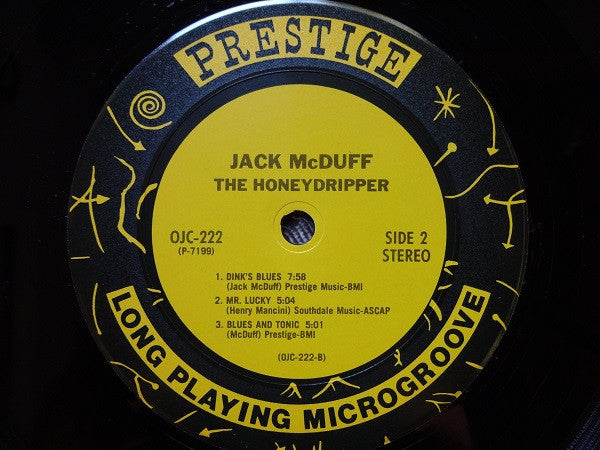 PRESTIGE
JACK McDUFF
THE HONEYDRIPPER
OJC-222
(P-7199)
SIDE 2
STEREO
1. DINK'S BLUES 7:58
(Jack McDuff) Prestige Music-BMI
2. MR. LUCKY 5:04
(Henry Mancini) Southdale Music-ASCAP
3. BLUES AND TONIC 5:01
(McDuff) Prestige-BMI
(OJC-222-B)
LONG PLAYING MICROGROOVE